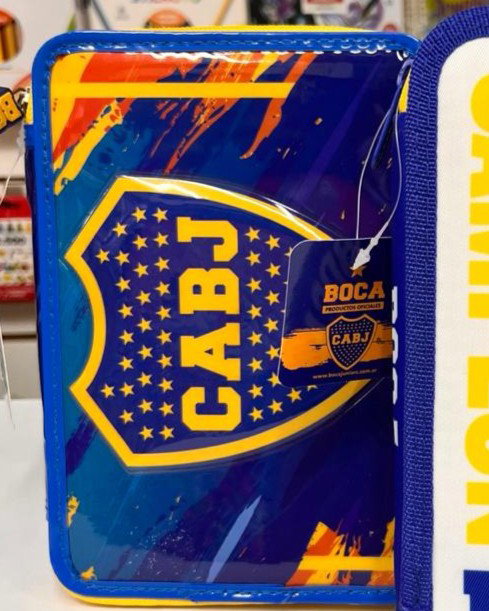 CABJ
BOCA
PRODUCTOS OFICIALES
CABJ
www.bocajuniors.com.ar